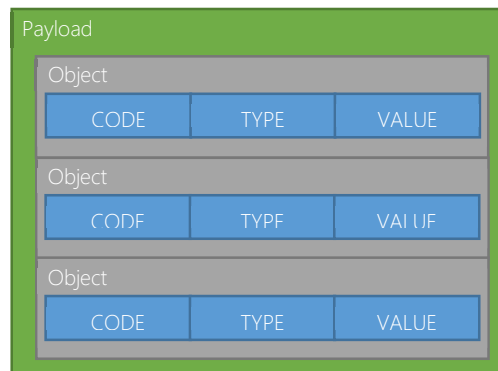 Payload
Object
CODE TYPE VALUE
Object
CODE TYPE VALUE
Object
CODE TYPE VALUE